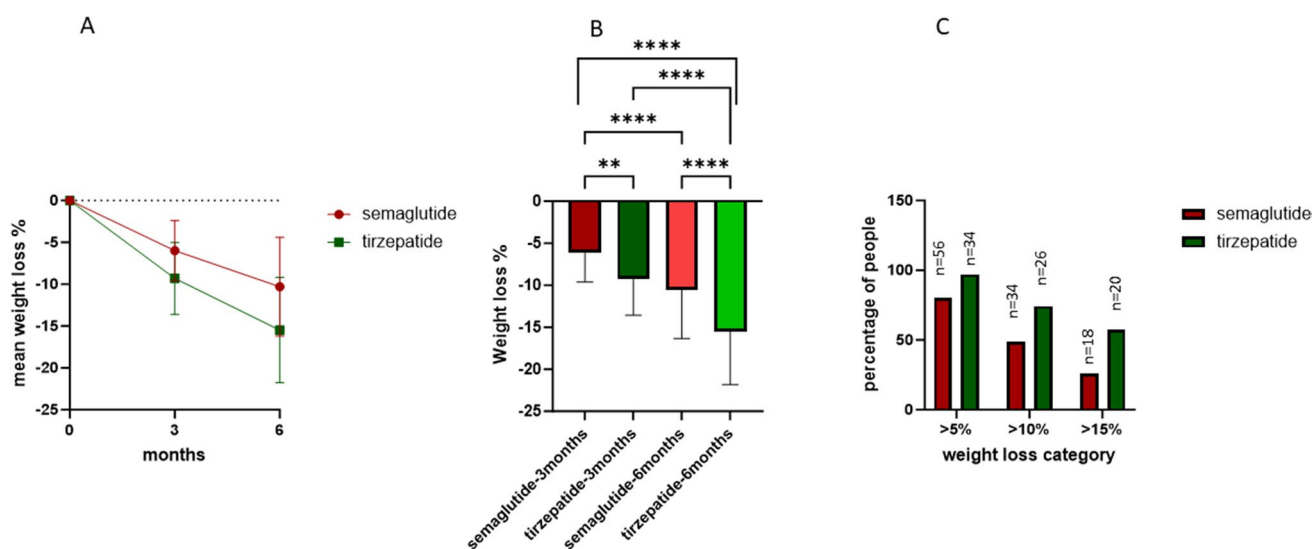 A
mean weight loss %
0
-5
-10
-15
-20
-25
0
3
6
months
semaglutide
tirzepatide
B
****
****
****
**
****
Weight loss %
0
-5
-10
-15
-20
-25
semaglutide-3months
tirzepatide-3months
semaglutide-6months
tirzepatide-6months
C
percentage of people
150
100
50
0
n=56
n=34
n=34
n=26
n=18
n=20
>5%
>10%
>15%
weight loss category
semaglutide
tirzepatide